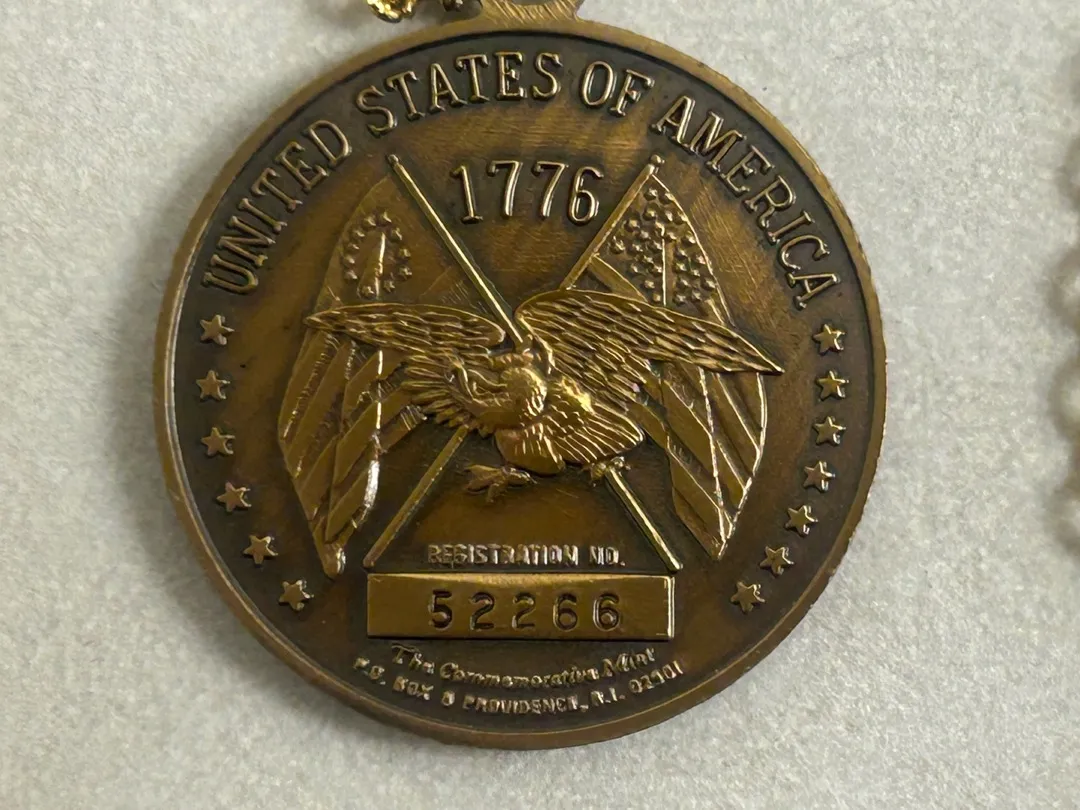 UNITED STATES OF AMERICA
1776
REGISTRATION NO.
52266
The Commemorative Mint
P.O. BOX 8 PROVIDENCE, R.I. 02901